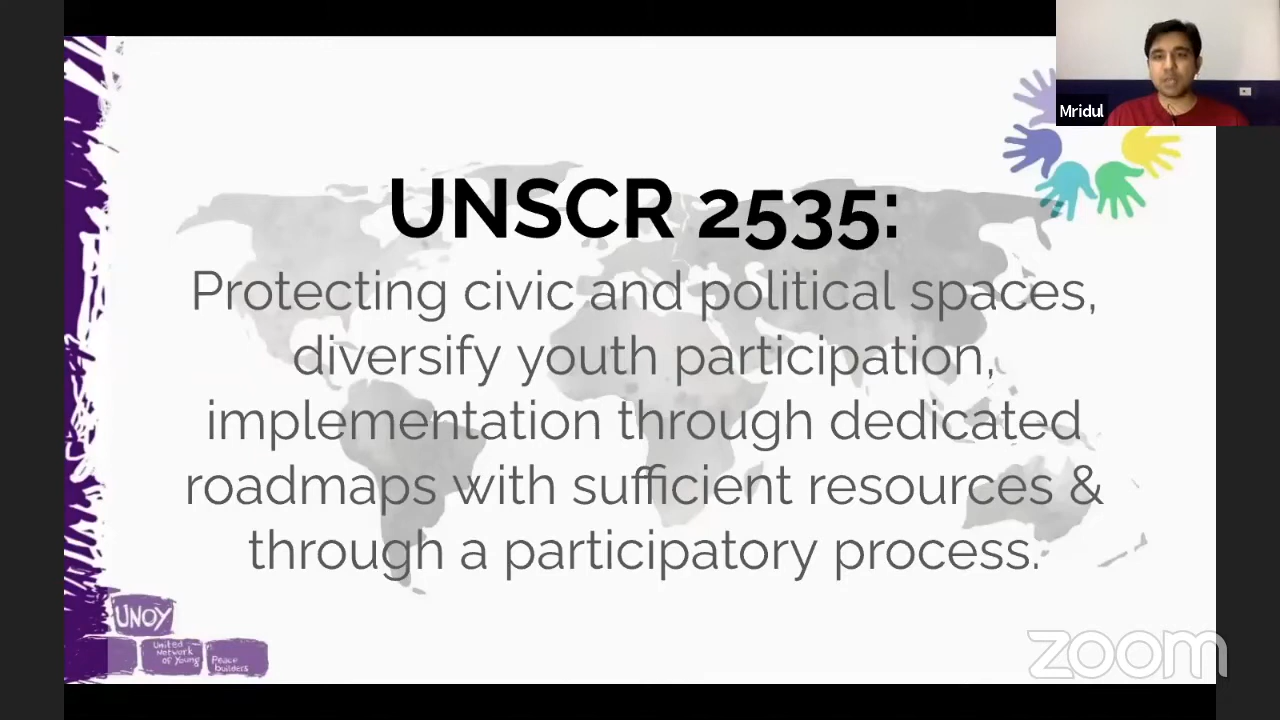 Mridul
UNSCR 2535:
Protecting civic and political spaces,
diversify youth participation,
implementation through dedicated
roadmaps with sufficient resources &
through a participatory process.
UNOY
United
Network
of Young
Peace
builders
zoom